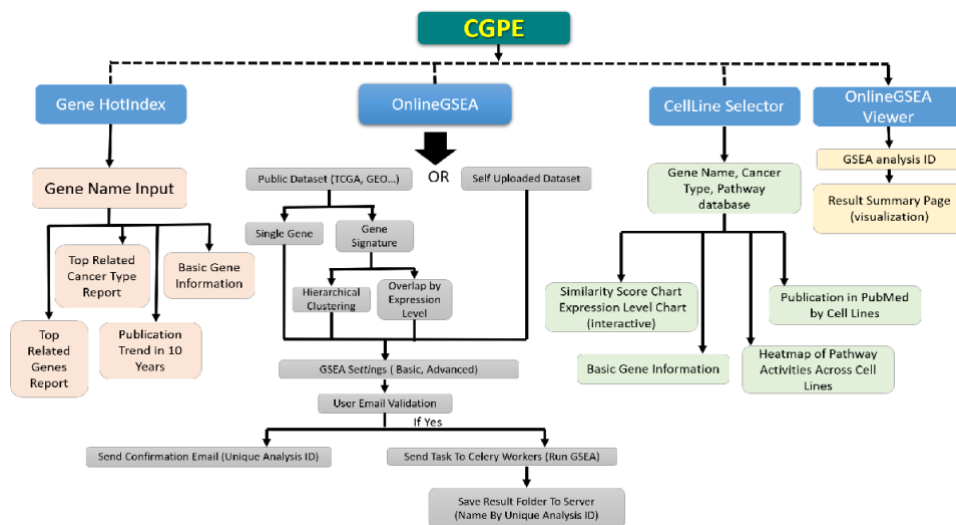 CGPE
Gene HotIndex
OnlineGSEA
CellLine Selector
OnlineGSEA
Viewer
Gene Name Input
Top Related
Cancer Type
Report
Basic Gene
Information
Top
Related
Genes
Report
Publication
Trend in 10
Years
Public Dataset (TCGA, GEO...)
OR
Self Uploaded Dataset
Single Gene
Gene
Signature
Hierarchical
Clustering
Overlap by
Expression
Level
GSEA Settings ( Basic, Advanced)
User Email Validation
If Yes
Send Confirmation Email (Unique Analysis ID)
Send Task To Celery Workers (Run GSEA)
Save Result Folder To Server
(Name By Unique Analysis ID)
Gene Name, Cancer
Type, Pathway
database
Similarity Score Chart
Expression Level Chart
(interactive)
Publication in PubMed
by Cell Lines
Basic Gene Information
Heatmap of Pathway
Activities Across Cell
Lines
GSEA analysis ID
Result Summary Page
(visualization)